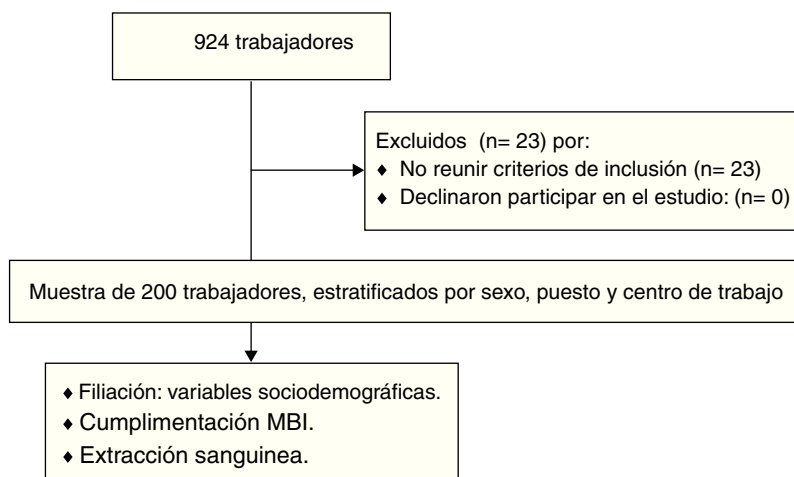 924 trabajadores
Excluidos (n= 23) por:
♦ No reunir criterios de inclusión (n= 23)
♦ Declinaron participar en el estudio: (n= 0)
Muestra de 200 trabajadores, estratificados por sexo, puesto y centro de trabajo
♦ Filiación: variables sociodemográficas.
♦ Cumplimentación MBI.
♦ Extracción sanguinea.